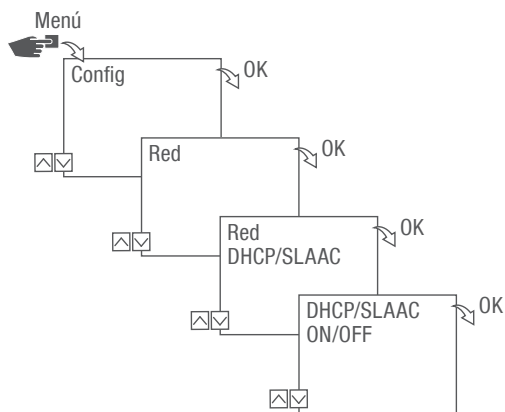 Menú
Config
OK
Red
OK
Red
DHCP/SLAAC
OK
DHCP/SLAAC
ON/OFF
OK